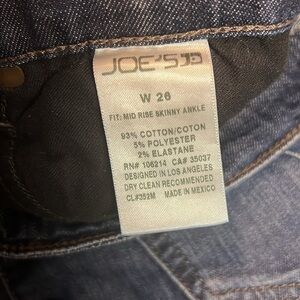 JOE'S JD
W 26
FIT: MID RISE SKINNY ANKLE
93% COTTON/COTON
5% POLYESTER
2% ELASTANE
RN# 106214 CA# 35037
DESIGNED IN LOS ANGELES
DRY CLEAN RECOMMENDED
CL#352M MADE IN MEXICO